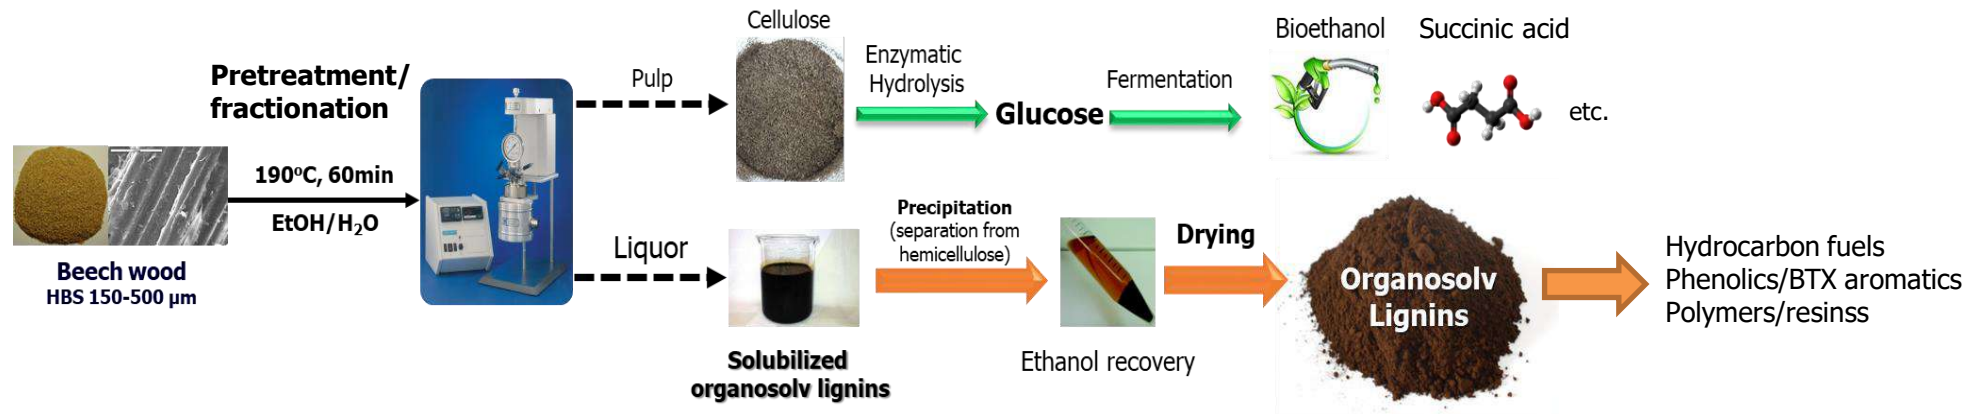 Pretreatment/
fractionation
190ºC, 60min
EtOH/H₂O
Beech wood
HBS 150-500 µm
Pulp
Cellulose
Enzymatic
Hydrolysis
Glucose
Fermentation
Bioethanol
Succinic acid
etc.
Liquor
Solubilized
organosolv lignins
Precipitation
(separation from
hemicellulose)
Ethanol recovery
Drying
Organosolv
Lignins
Hydrocarbon fuels
Phenolics/BTX aromatics
Polymers/resinss